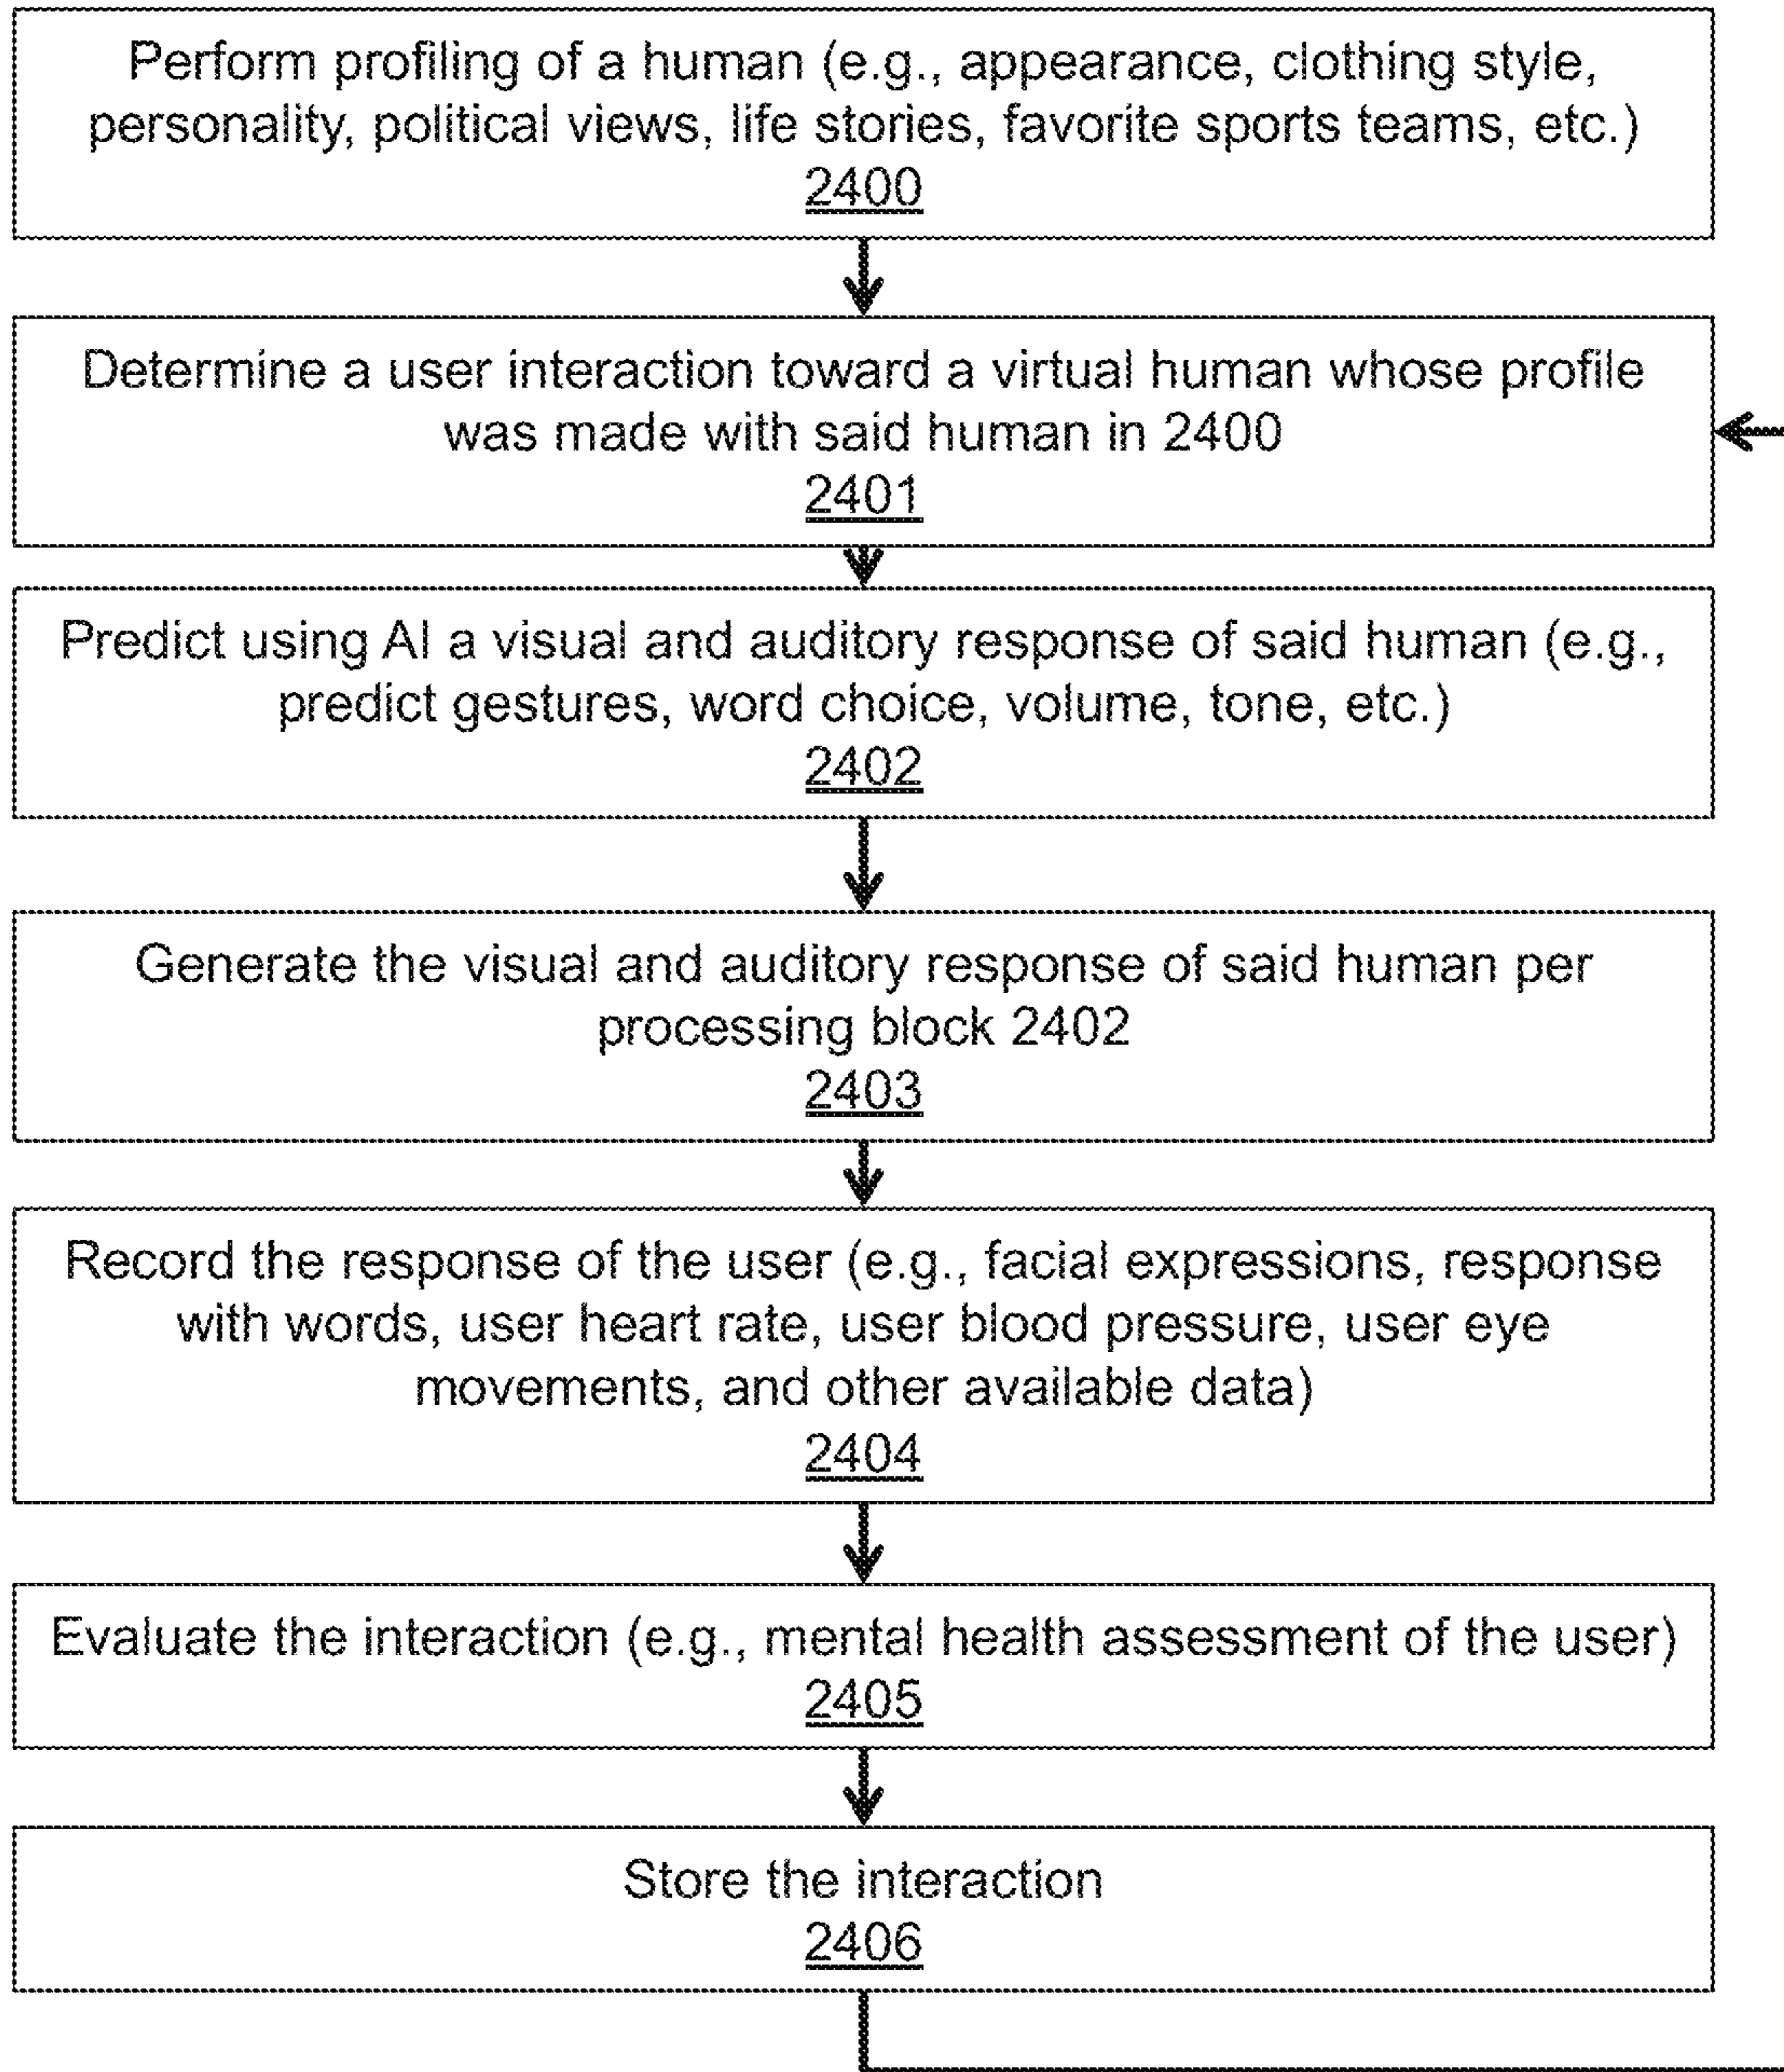 Perform profiling of a human (e.g., appearance, clothing style,
personality, political views, life stories, favorite sports teams, etc.)
2400
Determine a user interaction toward a virtual human whose profile
was made with said human in 2400
2401
Predict using AI a visual and auditory response of said human (e.g.,
predict gestures, word choice, volume, tone, etc.)
2402
Generate the visual and auditory response of said human per
processing block 2402
2403
Record the response of the user (e.g., facial expressions, response
with words, user heart rate, user blood pressure, user eye
movements, and other available data)
2404
Evaluate the interaction (e.g., mental health assessment of the user)
2405
Store the interaction
2406